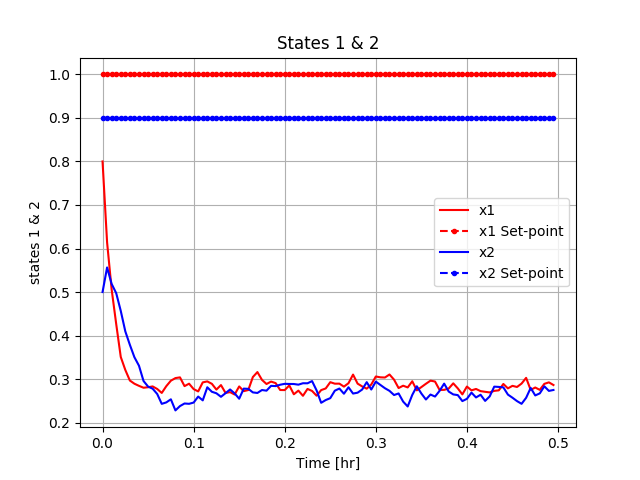 States 1 & 2
states 1 & 2
1.0
0.9
0.8
0.7
0.6
0.5
0.4
0.3
0.2
x1
x1 Set-point
x2
x2 Set-point
0.0
0.1
0.2
0.3
0.4
0.5
Time [hr]